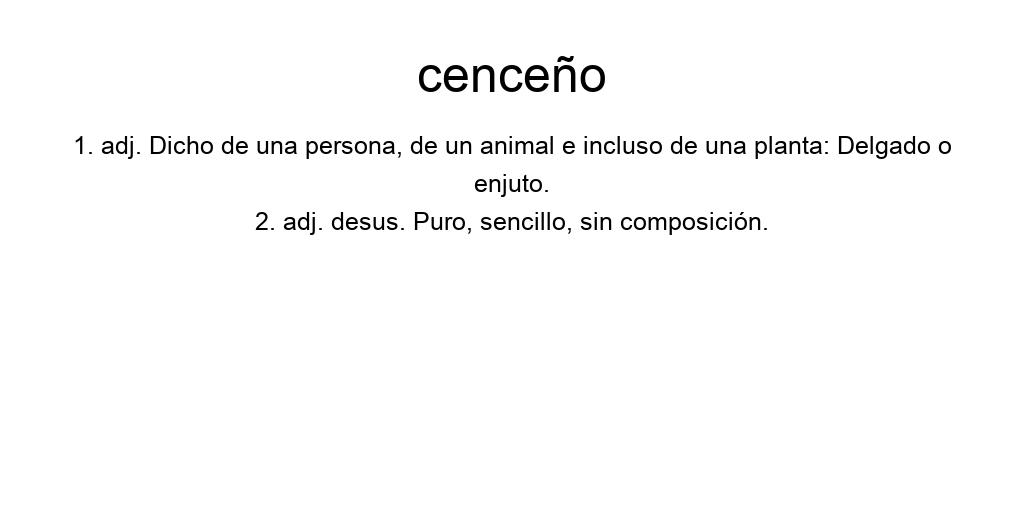 cenceño
1. adj. Dicho de una persona, de un animal e incluso de una planta: Delgado o
enjuto.
2. adj. desus. Puro, sencillo, sin composición.